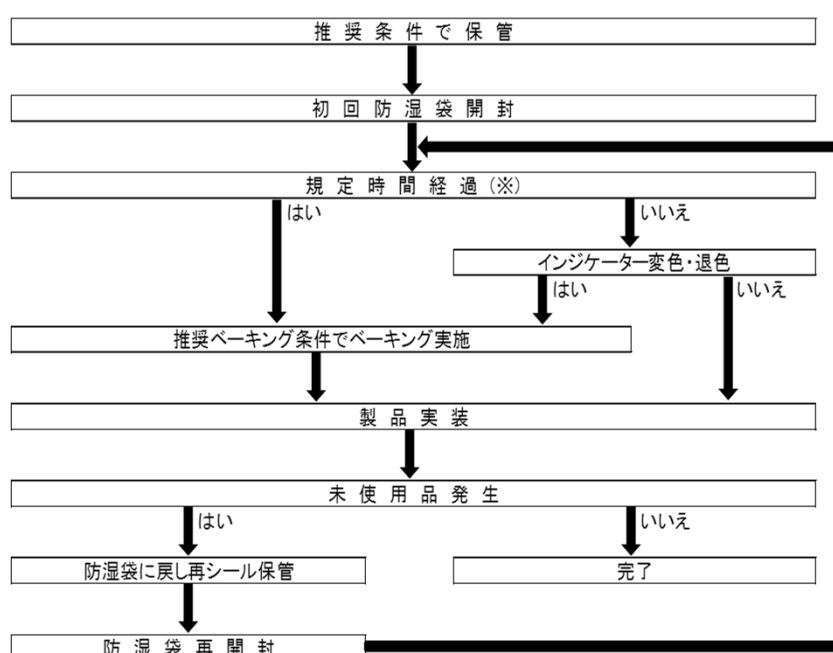 推奨条件で保管
初回防湿袋開封
規定時間経過(※)
はい
いいえ
インジケーター変色・退色
はい
いいえ
推奨ベーキング条件でベーキング実施
製品実装
未使用品発生
はい
いいえ
防湿袋に戻し再シール保管
完了
防湿袋再開封